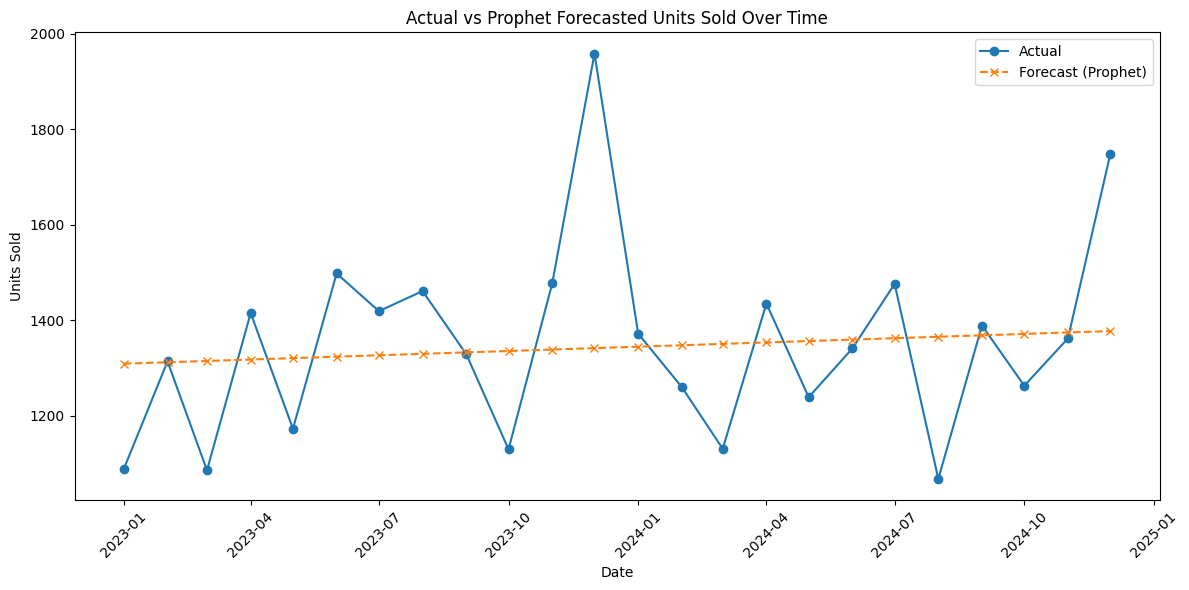 Actual vs Prophet Forecasted Units Sold Over Time
Actual
Forecast (Prophet)
Units Sold
2000
1800
1600
1400
1200
2023-01
2023-04
2023-07
2023-10
2024-01
2024-04
2024-07
2024-10
2025-01
Date